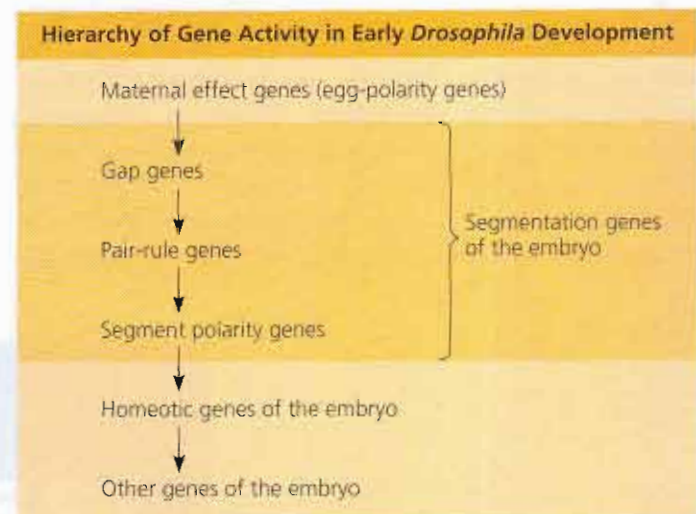 Hierarchy of Gene Activity in Early Drosophila Development
Maternal effect genes (egg-polarity genes)
Gap genes
Pair-rule genes
Segment polarity genes
Segmentation genes
of the embryo
Homeotic genes of the embryo
Other genes of the embryo